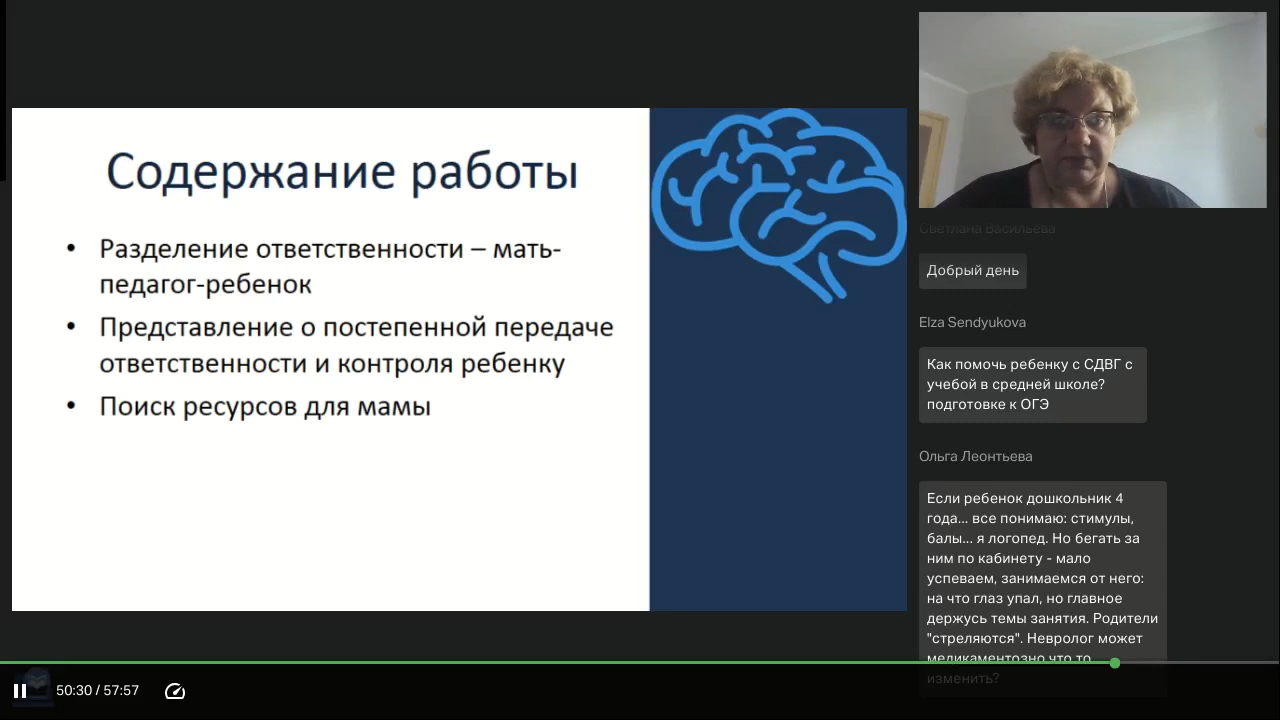 Содержание работы
• Разделение ответственности – мать-
педагог-ребенок
• Представление о постепенной передаче
ответственности и контроля ребенку
• Поиск ресурсов для мамы
Светлана Васильева
Добрый день
Elza Sendyukova
Как помочь ребенку с СДВГ с
учебой в средней школе?
подготовке к ОГЭ
Ольга Леонтьева
Если ребенок дошкольник 4
года... все понимаю: стимулы,
балы... я логопед. Но бегать за
ним по кабинету - мало
успеваем, занимаемся от него:
на что глаз упал, но главное
держусь темы занятия. Родители
"стреляются". Невролог может
медикаментозно что то
изменить?
50:30 / 57:57